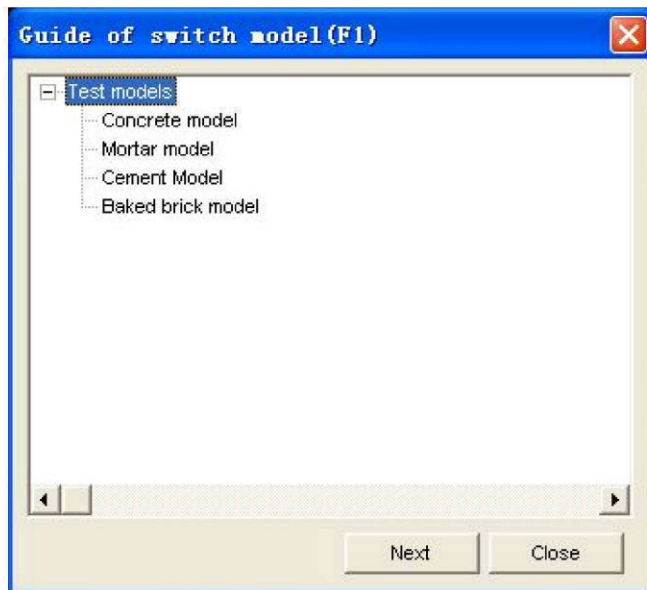 Guide of switch model(F1)
Test models
Concrete model
Mortar model
Cement Model
Baked brick model
Next Close